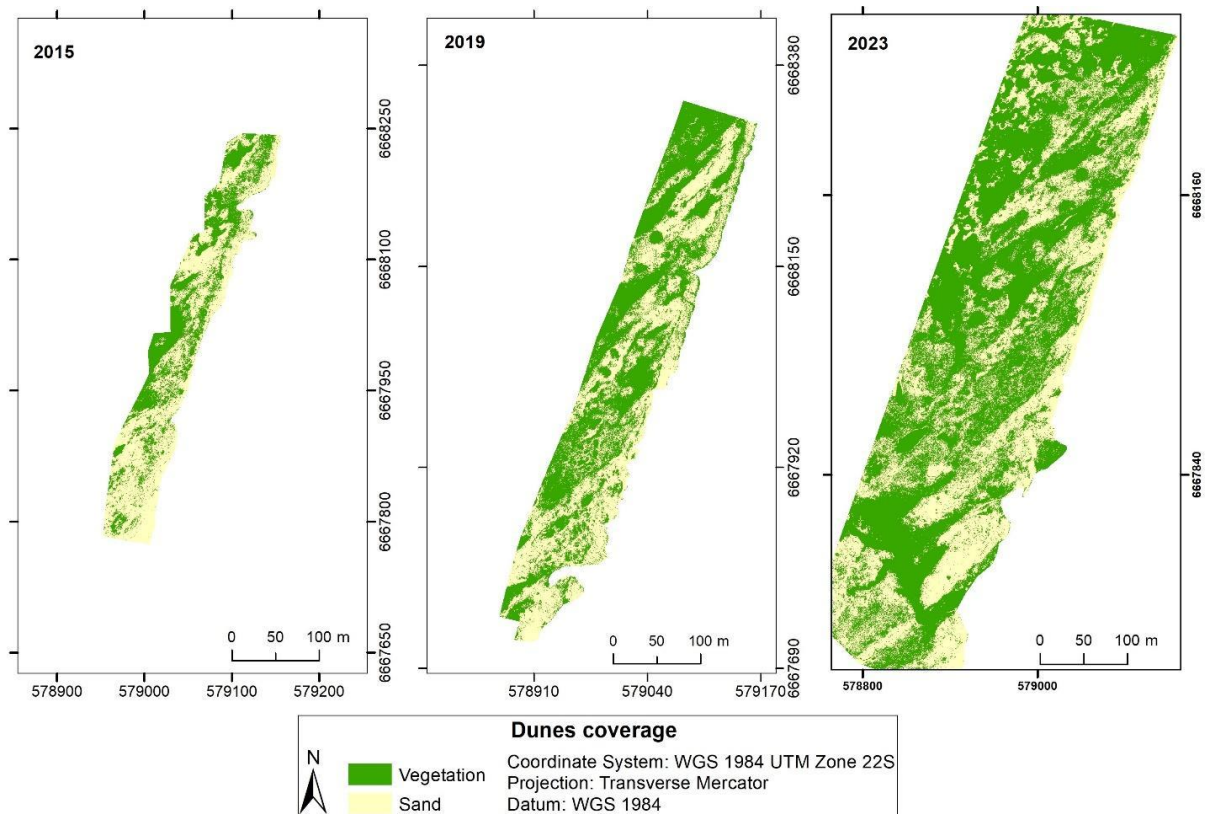 2015
6668250
6668100
6667950
6667800
6667650
0 50 100 m
578900 579000 579100 579200
2019
6668380
6668150
6667920
6667690
0 50 100 m
578910 579040 579170
2023
6668160
6667840
0 50 100 m
578800 579000
Dunes coverage
N
Vegetation
Sand
Coordinate System: WGS 1984 UTM Zone 22S
Projection: Transverse Mercator
Datum: WGS 1984